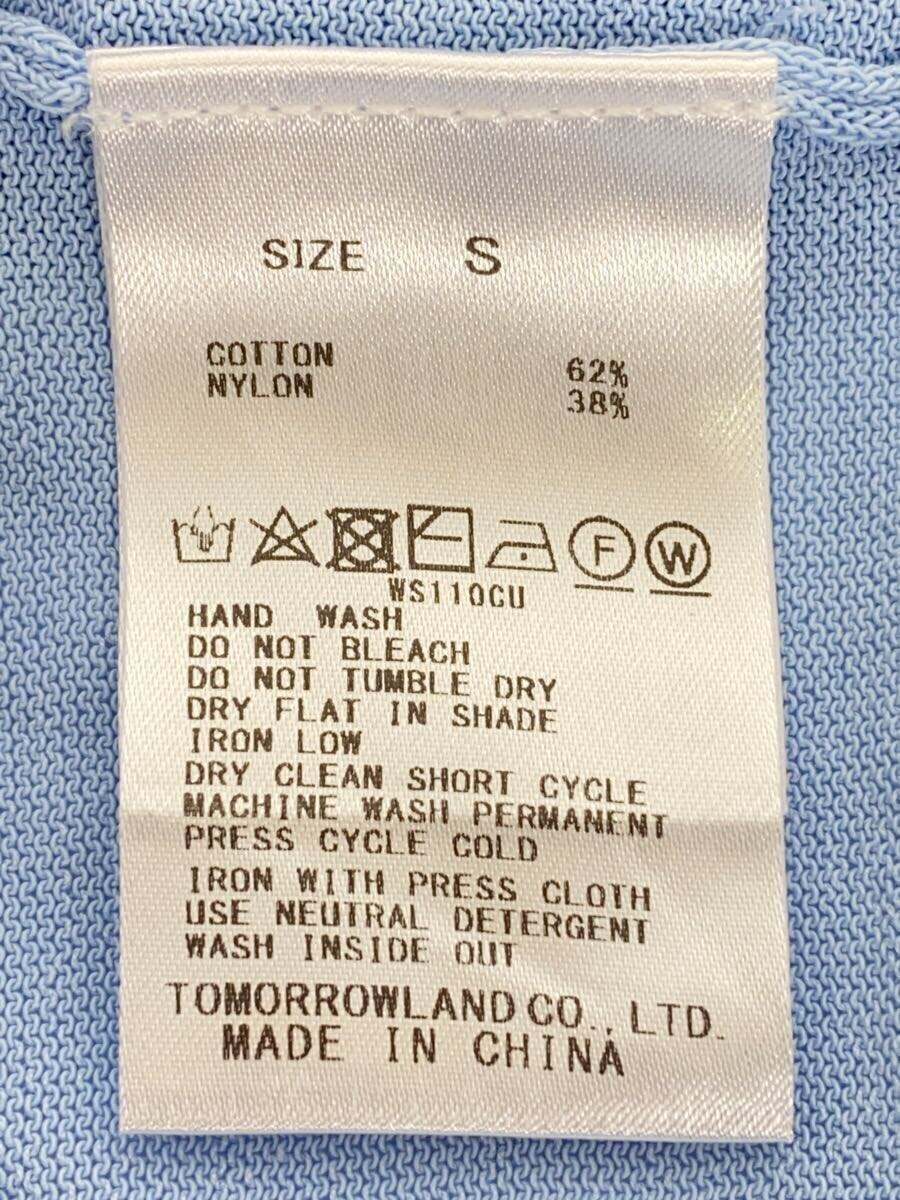 SIZE S
COTTON 62%
NYLON 38%
F W
WS110CU
HAND WASH
DO NOT BLEACH
DO NOT TUMBLE DRY
DRY FLAT IN SHADE
IRON LOW
DRY CLEAN SHORT CYCLE
MACHINE WASH PERMANENT
PRESS CYCLE COLD
IRON WITH PRESS CLOTH
USE NEUTRAL DETERGENT
WASH INSIDE OUT
TOMORROWLAND CO., LTD.
MADE IN CHINA